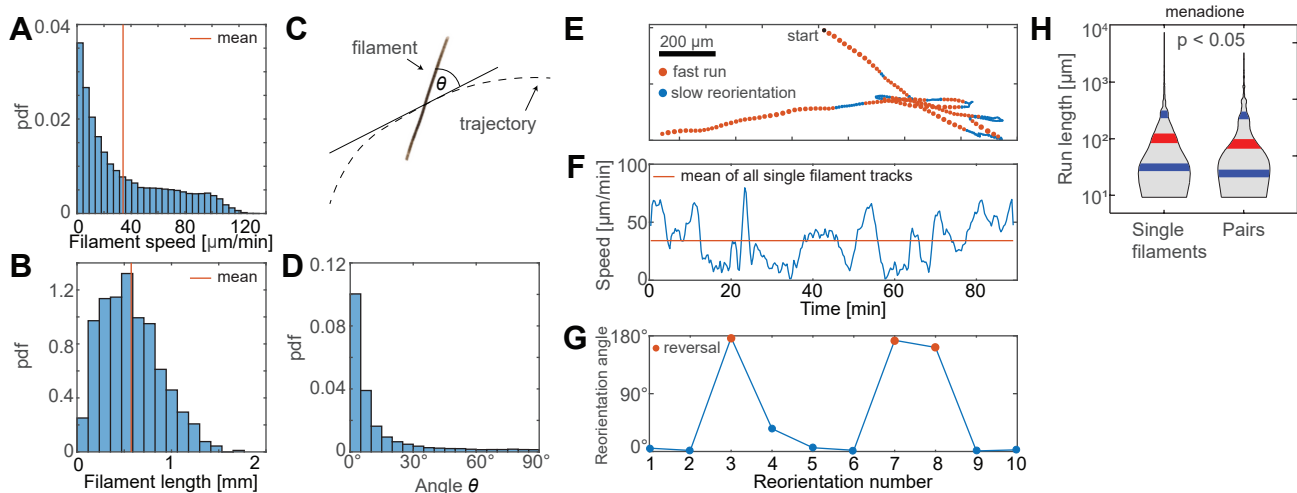 A
0.04
0.02
0
pdf
mean
0
40
80
120
Filament speed [µm/min]
B
1.2
0.8
0.4
0
pdf
mean
0
1
2
Filament length [mm]
C
filament
θ
trajectory
D
0.12
0.08
0.04
0
pdf
0°
30°
60°
90°
Angle θ
E
200 µm
start
fast run
slow reorientation
F
100
50
0
Speed [µm/min]
mean of all single filament tracks
0
20
40
60
80
Time [min]
G
180°
90°
0°
Reorientation angle
reversal
1
2
3
4
5
6
7
8
9
10
Reorientation number
H
menadione
p < 0.05
10⁴
10³
10²
10¹
Run length [µm]
Single
filaments
Pairs